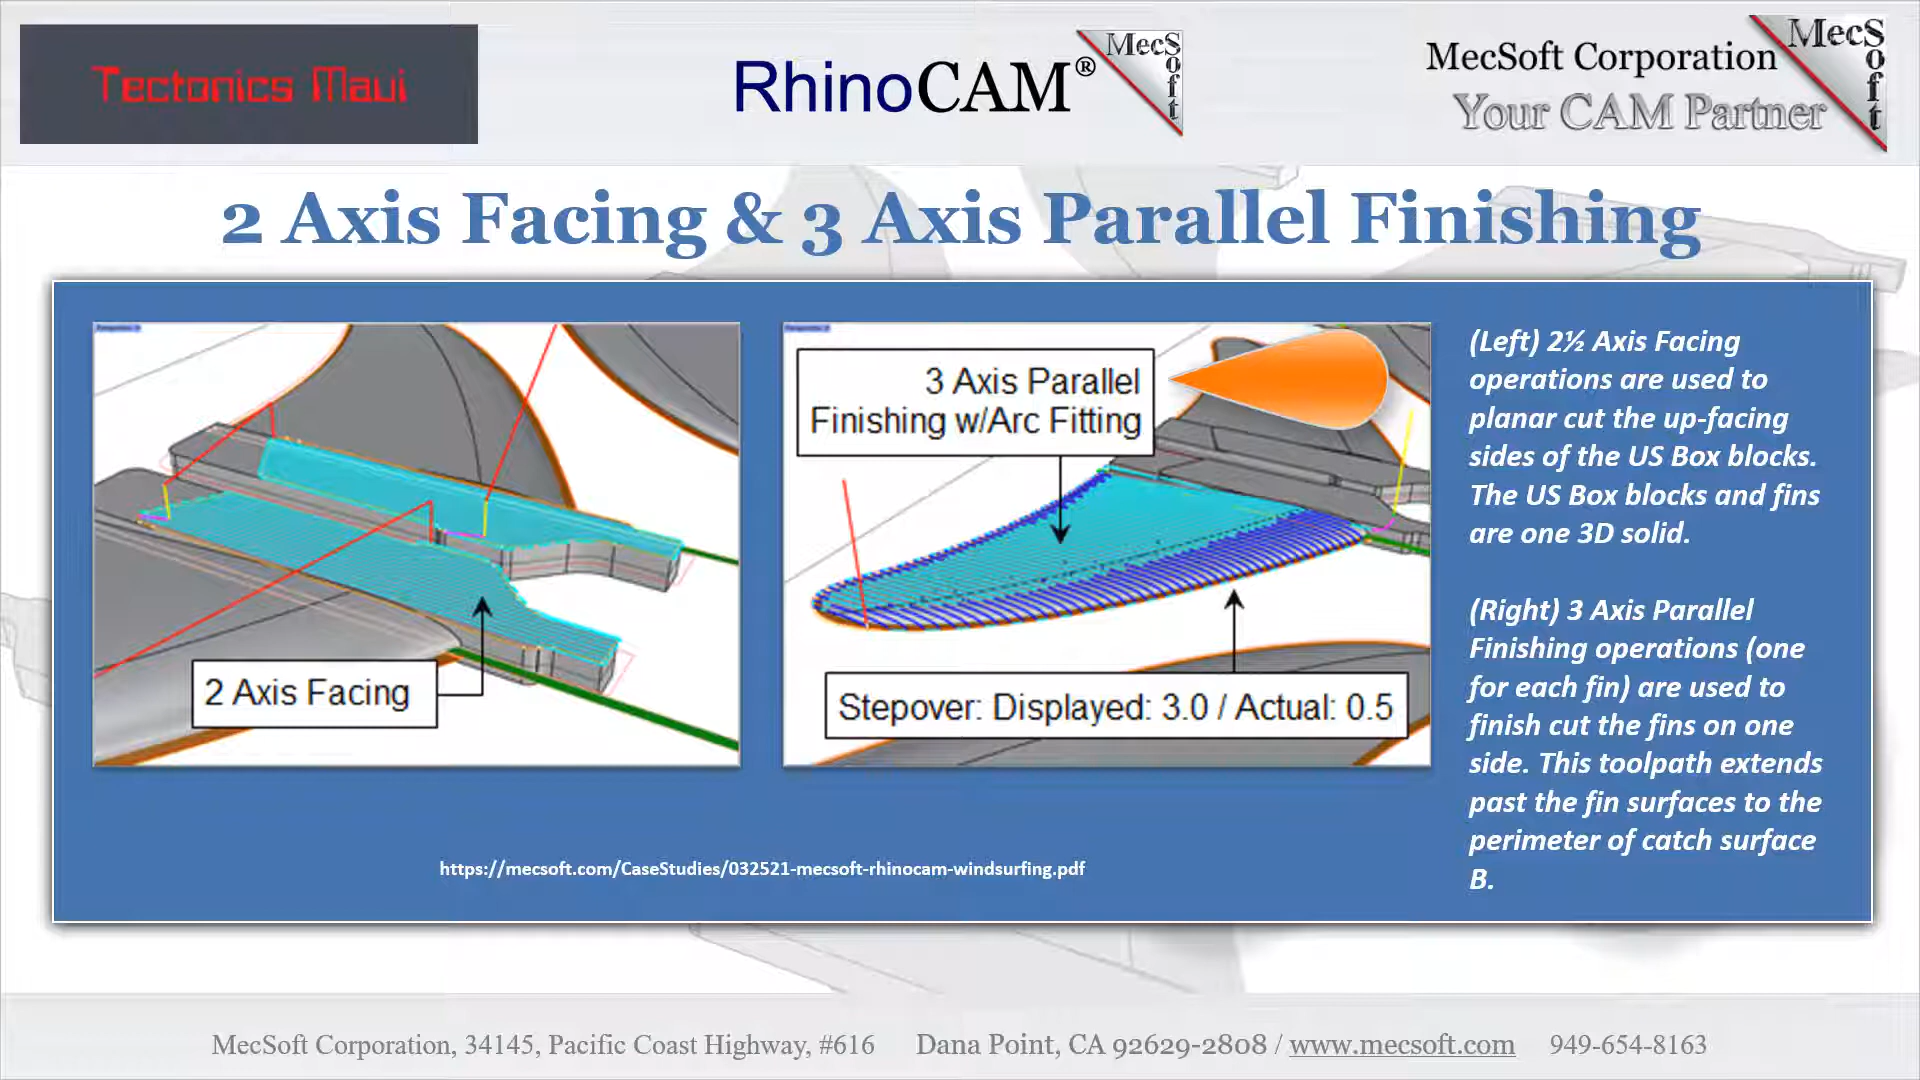 Tectonics Maui
RhinoCAM®
MecSoft
MecSoft Corporation
Your CAM Partner
MecSoft
2 Axis Facing & 3 Axis Parallel Finishing
2 Axis Facing
3 Axis Parallel
Finishing w/Arc Fitting
Stepover: Displayed: 3.0 / Actual: 0.5
(Left) 2½ Axis Facing
operations are used to
planar cut the up-facing
sides of the US Box blocks.
The US Box blocks and fins
are one 3D solid.
(Right) 3 Axis Parallel
Finishing operations (one
for each fin) are used to
finish cut the fins on one
side. This toolpath extends
past the fin surfaces to the
perimeter of catch surface
B.
https://mecsoft.com/CaseStudies/032521-mecsoft-rhinocam-windsurfing.pdf
MecSoft Corporation, 34145, Pacific Coast Highway, #616 Dana Point, CA 92629-2808 / www.mecsoft.com 949-654-8163